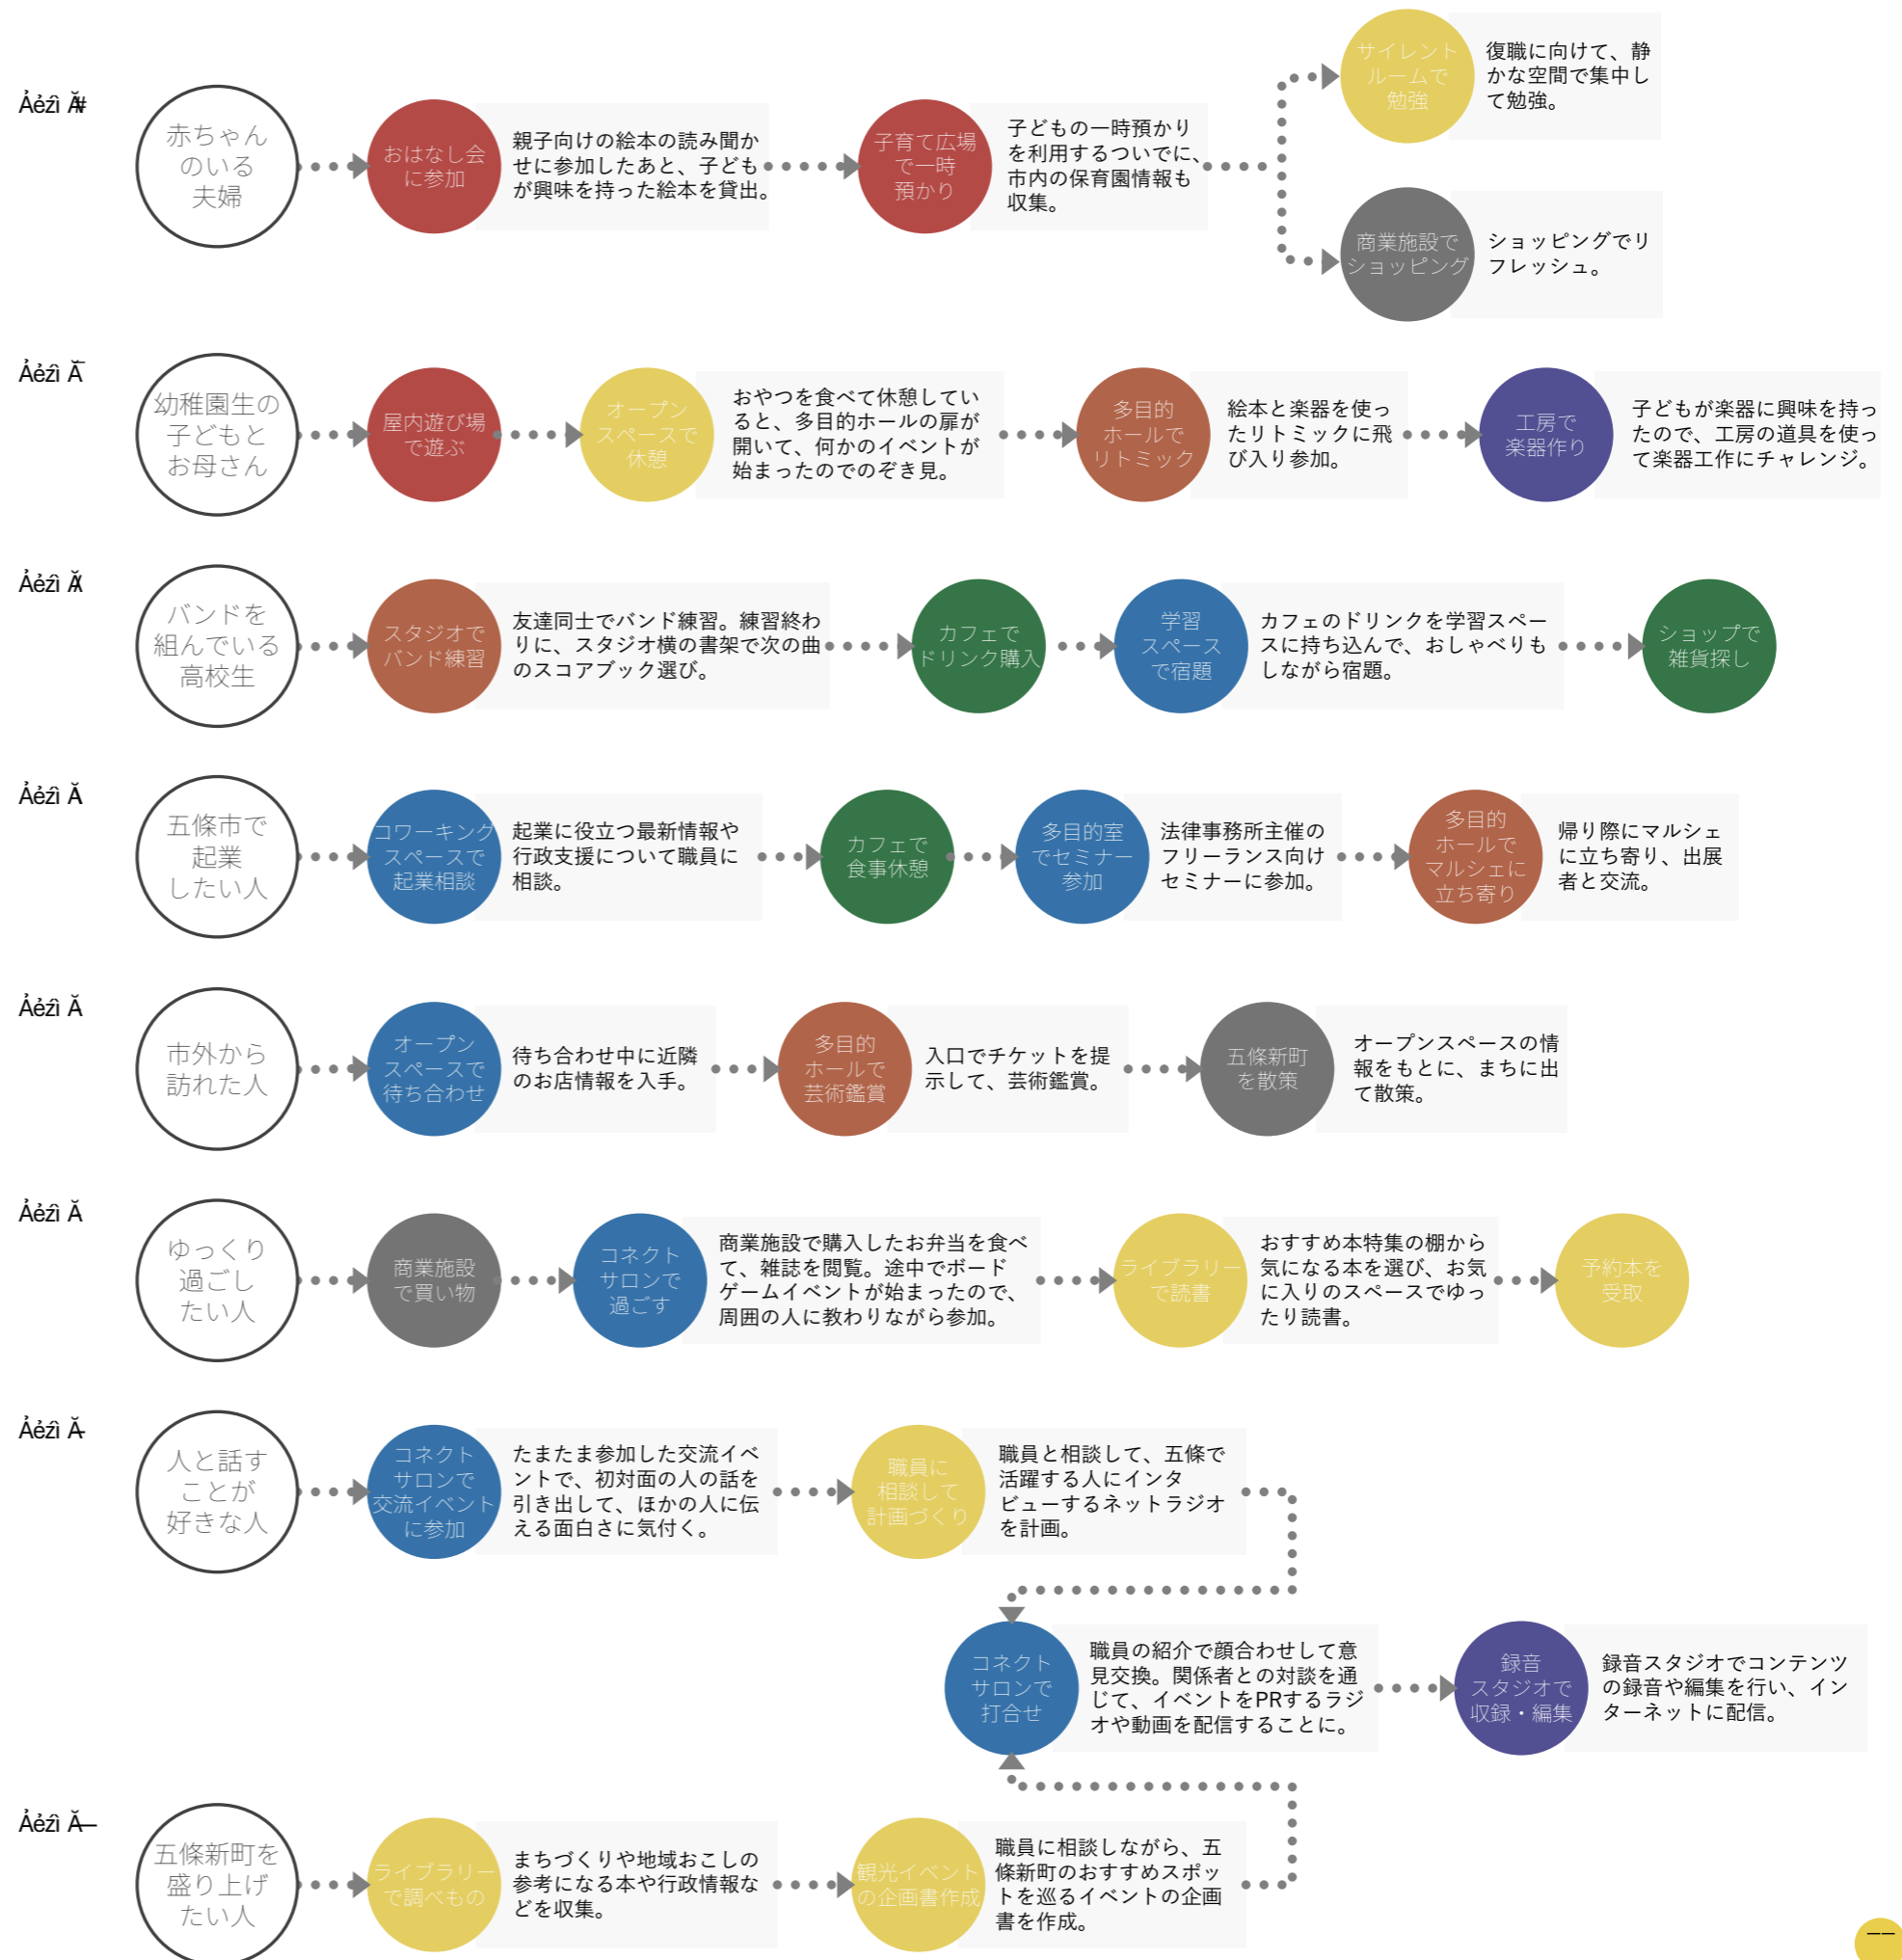 赤ちゃん
のいる
夫婦
おはなし会
に参加
親子向けの絵本の読み聞か
せに参加したあと、子ども
が興味を持った絵本を貸出。
子育て広場
で一時
預かり
子どもの一時預かり
を利用するついでに、
市内の保育園情報も
収集。
サイレント
ルームで
勉強
復職に向けて、静
かな空間で集中し
て勉強。
商業施設で
ショッピング
ショッピングでリ
フレッシュ。
幼稚園生の
子どもと
お母さん
屋内遊び場
で遊ぶ
オープン
スペースで
休憩
おやつを食べて休憩してい
ると、多目的ホールの扉が
開いて、何かのイベントが
始まったのでのぞき見。
多目的
ホールで
リトミック
絵本と楽器を使っ
たリトミックに飛
び入り参加。
工房で
楽器作り
子どもが楽器に興味を持っ
たので、工房の道具を使っ
て楽器工作にチャレンジ。
バンドを
組んでいる
高校生
スタジオで
バンド練習
友達同士でバンド練習。練習終わ
りに、スタジオ横の書架で次の曲
のスコアブック選び。
カフェで
ドリンク購入
学習
スペース
で宿題
カフェのドリンクを学習スペー
スに持ち込んで、おしゃべりも
しながら宿題。
ショップで
雑貨探し
五條市で
起業
したい人
コワーキング
スペースで
起業相談
起業に役立つ最新情報や
行政支援について職員に
相談。
カフェで
食事休憩
多目的室
でセミナー
参加
法律事務所主催の
フリーランス向け
セミナーに参加。
多目的
ホールで
マルシェに
立ち寄り
帰り際にマルシェ
に立ち寄り、出展
者と交流。
市外から
訪れた人
オープン
スペースで
待ち合わせ
待ち合わせ中に近隣
のお店情報を入手。
多目的
ホールで
芸術鑑賞
入口でチケットを提
示して、芸術鑑賞。
五條新町
を散策
オープンスペースの情
報をもとに、まちに出
て散策。
ゆっくり
過ごし
たい人
商業施設
で買い物
コネクト
サロンで
過ごす
商業施設で購入したお弁当を食べ
て、雑誌を閲覧。途中でボード
ゲームイベントが始まったので、
周囲の人に教わりながら参加。
ライブラリー
で読書
おすすめ本特集の棚から
気になる本を選び、お気
に入りのスペースでゆっ
たり読書。
予約本を
受取
人と話す
ことが
好きな人
コネクト
サロンで
交流イベント
に参加
たまたま参加した交流イベ
ントで、初対面の人の話を
引き出して、ほかの人に伝
える面白さに気付く。
職員に
相談して
計画づくり
職員と相談して、五條で
活躍する人にインタ
ビューするネットラジオ
を計画。
コネクト
サロンで
打合せ
職員の紹介で顔合わせして意
見交換。関係者との対談を通
じて、イベントをPRするラジ
オや動画を配信することに。
録音
スタジオで
収録・編集
録音スタジオでコンテンツ
の録音や編集を行い、イン
ターネットに配信。
五條新町を
盛り上げ
たい人
ライブラリー
で調べもの
まちづくりや地域おこしの
参考になる本や行政情報な
どを収集。
観光イベント
の企画書作成
職員に相談しながら、五
條新町のおすすめスポッ
トを巡るイベントの企画
書を作成。